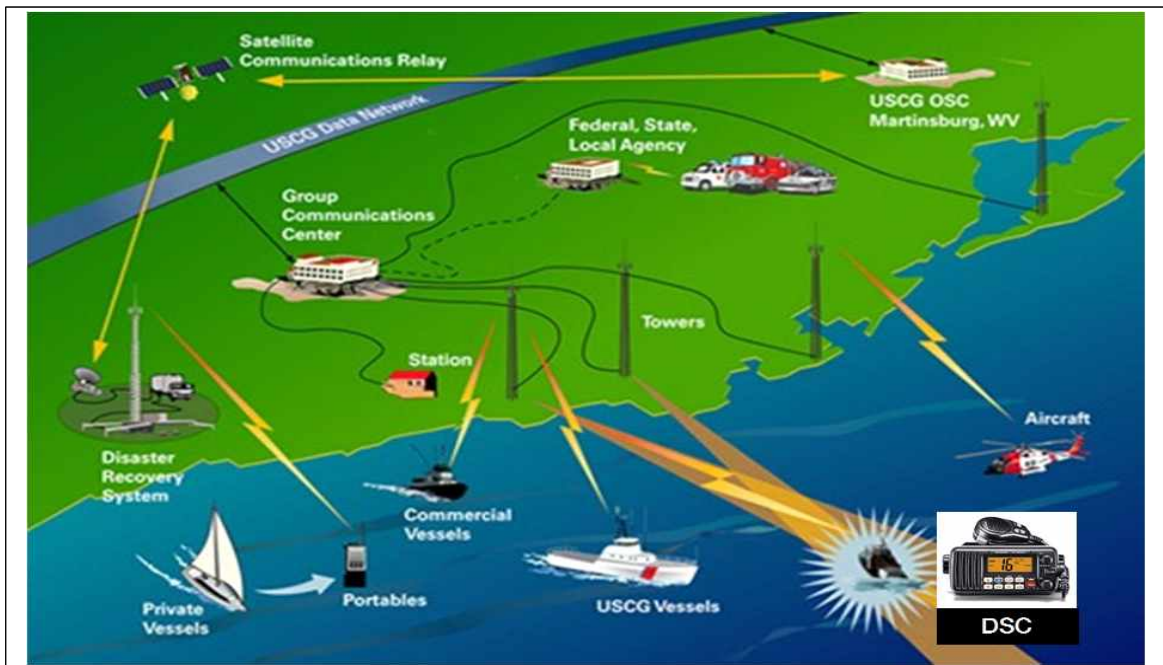 Satellite
Communications Relay
USCG Data Network
USCG OSC
Martinsburg, WV
Federal, State,
Local Agency
Group
Communications
Center
Towers
Station
Aircraft
Disaster
Recovery
System
Commercial
Vessels
Private
Vessels
Portables
USCG Vessels
16
DSC